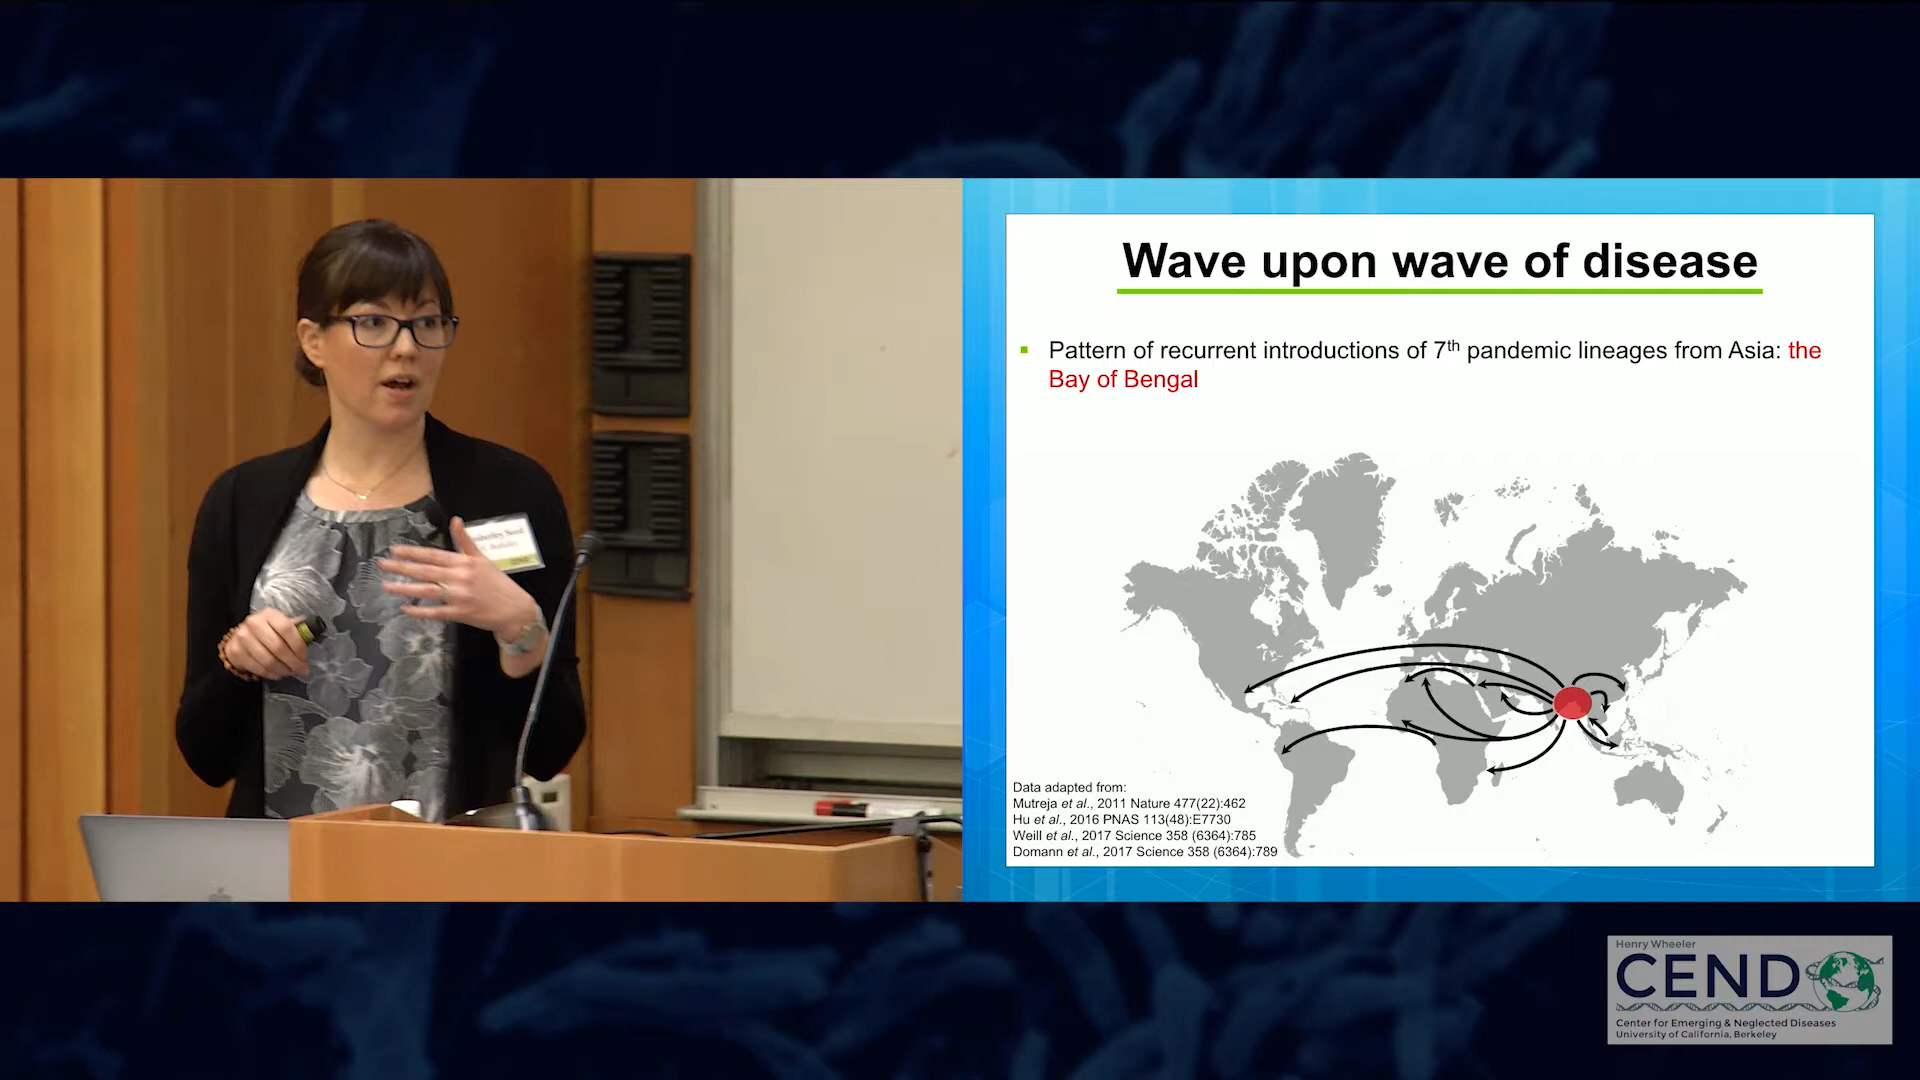 Wave upon wave of disease
Pattern of recurrent introductions of 7th pandemic lineages from Asia: the
Bay of Bengal
Data adapted from:
Mutreja et al., 2011 Nature 477(22):462
Hu et al., 2016 PNAS 113(48):E7730
Weill et al., 2017 Science 358 (6364):785
Domann et al., 2017 Science 358 (6364):789
Henry Wheeler
CEND
Center for Emerging & Neglected Diseases
University of California, Berkeley